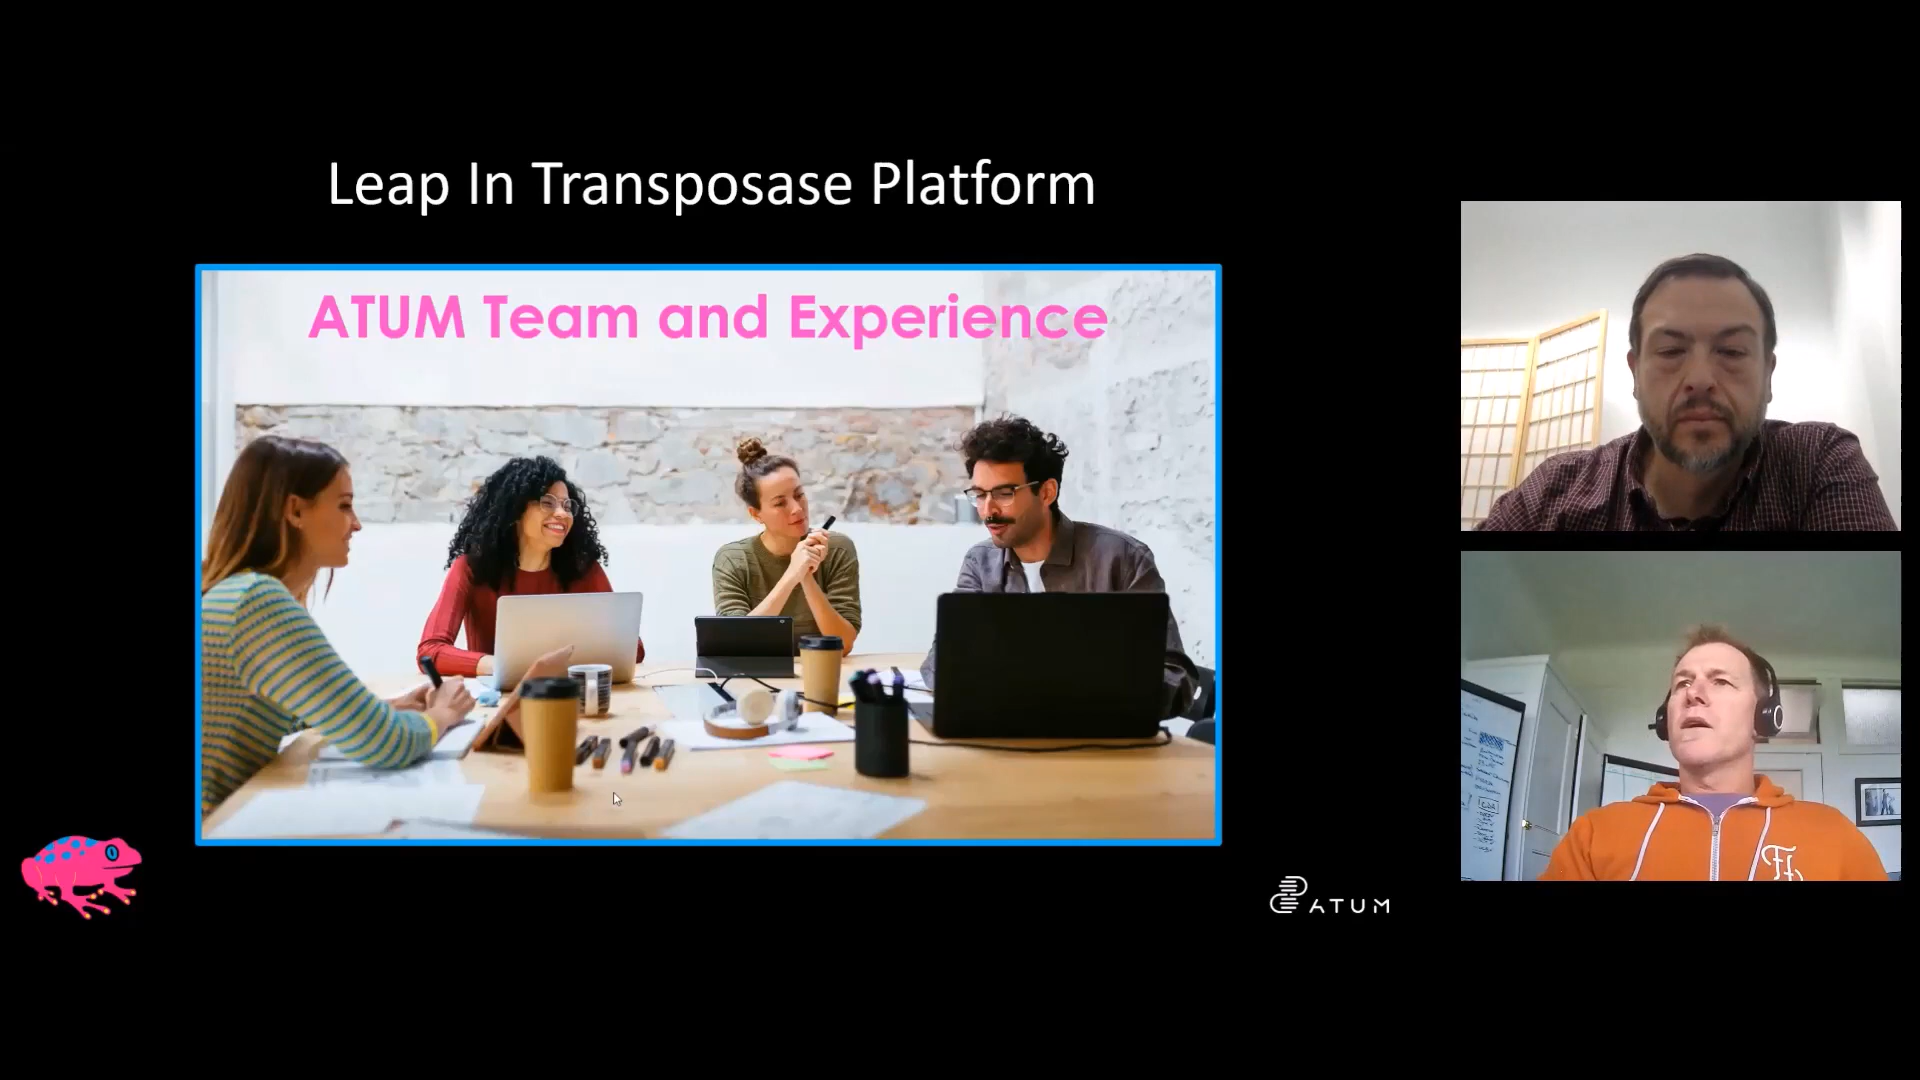 Leap In Transposase Platform
ATUM Team and Experience
ATUM